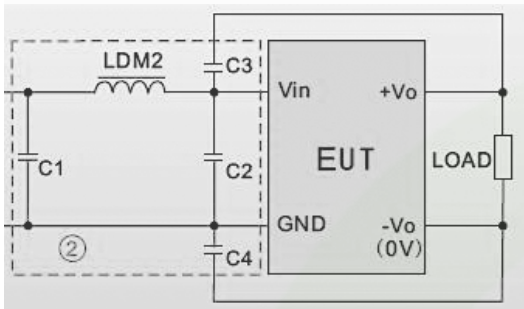 LDM2
C3
Vin
+Vo
C1
C2
EUT
LOAD
GND
-Vo
(0V)
②
C4